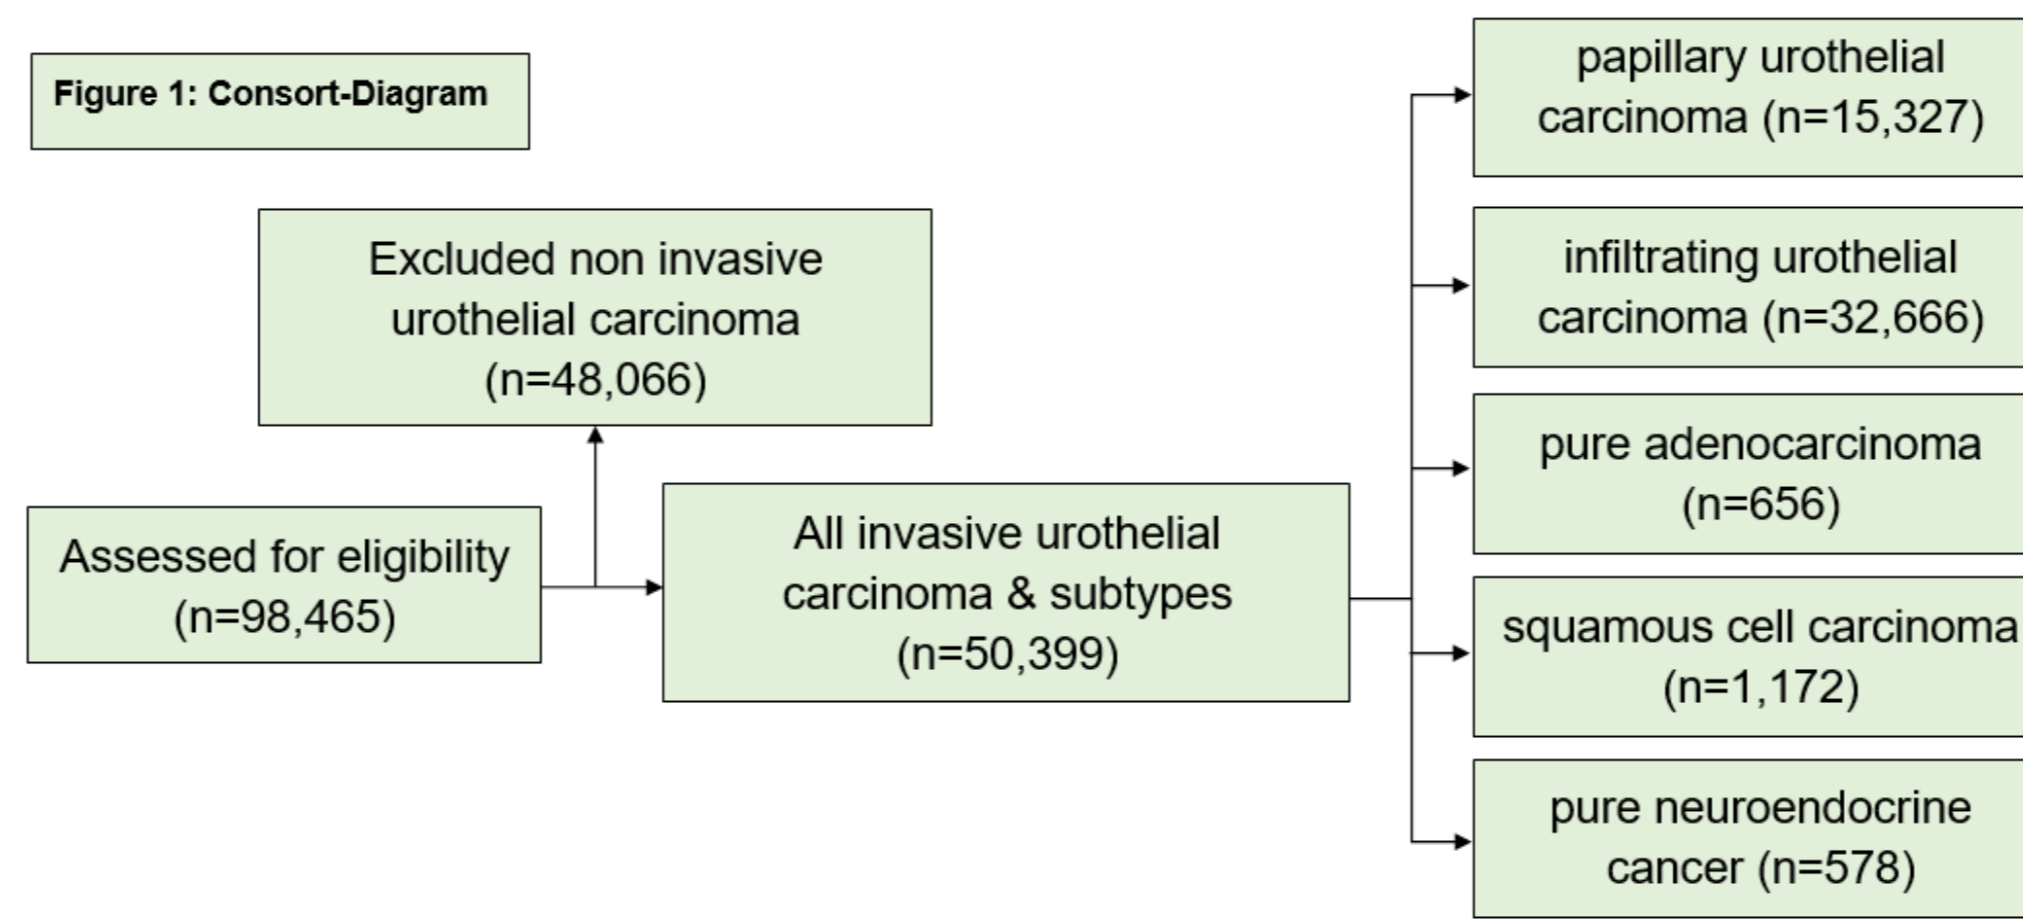 Figure 1: Consort-Diagram
Excluded non invasive
urothelial carcinoma
(n=48,066)
Assessed for eligibility
(n=98,465)
All invasive urothelial
carcinoma & subtypes
(n=50,399)
papillary urothelial
carcinoma (n=15,327)
infiltrating urothelial
carcinoma (n=32,666)
pure adenocarcinoma
(n=656)
squamous cell carcinoma
(n=1,172)
pure neuroendocrine
cancer (n=578)